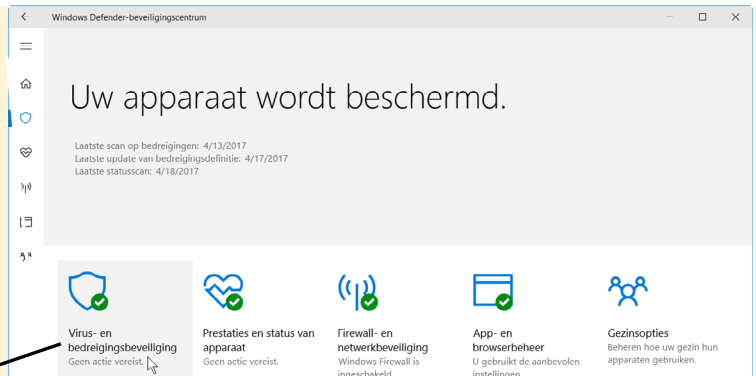 Windows Defender-beveiligingscentrum
Uw apparaat wordt beschermd.
Laatste scan op bedreigingen: 4/13/2017
Laatste update van bedreigingsdefinitie: 4/17/2017
Laatste statusscan: 4/18/2017
Virus- en
bedreigingsbeveiliging
Geen actie vereist.
Prestaties en status van
apparaat
Geen actie vereist.
Firewall- en
netwerkbeveiliging
Windows Firewall is
ingeschakeld.
App- en
browserbeheer
U gebruikt de aanbevolen
instellingen.
Gezinsopties
Beheren hoe uw gezin hun
apparaten gebruiken.